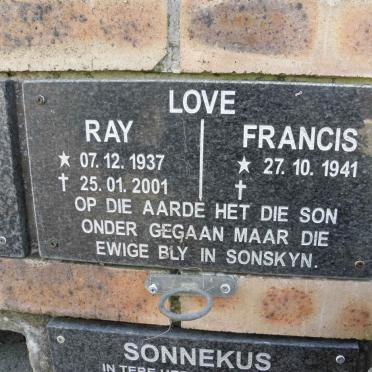 LOVE
RAY
★ 07. 12. 1937
✝ 25. 01. 2001
FRANCIS
★ 27. 10. 1941
✝
OP DIE AARDE HET DIE SON
ONDER GEGAAN MAAR DIE
EWIGE BLY IN SONSKYN.
SONNEKUS
IN